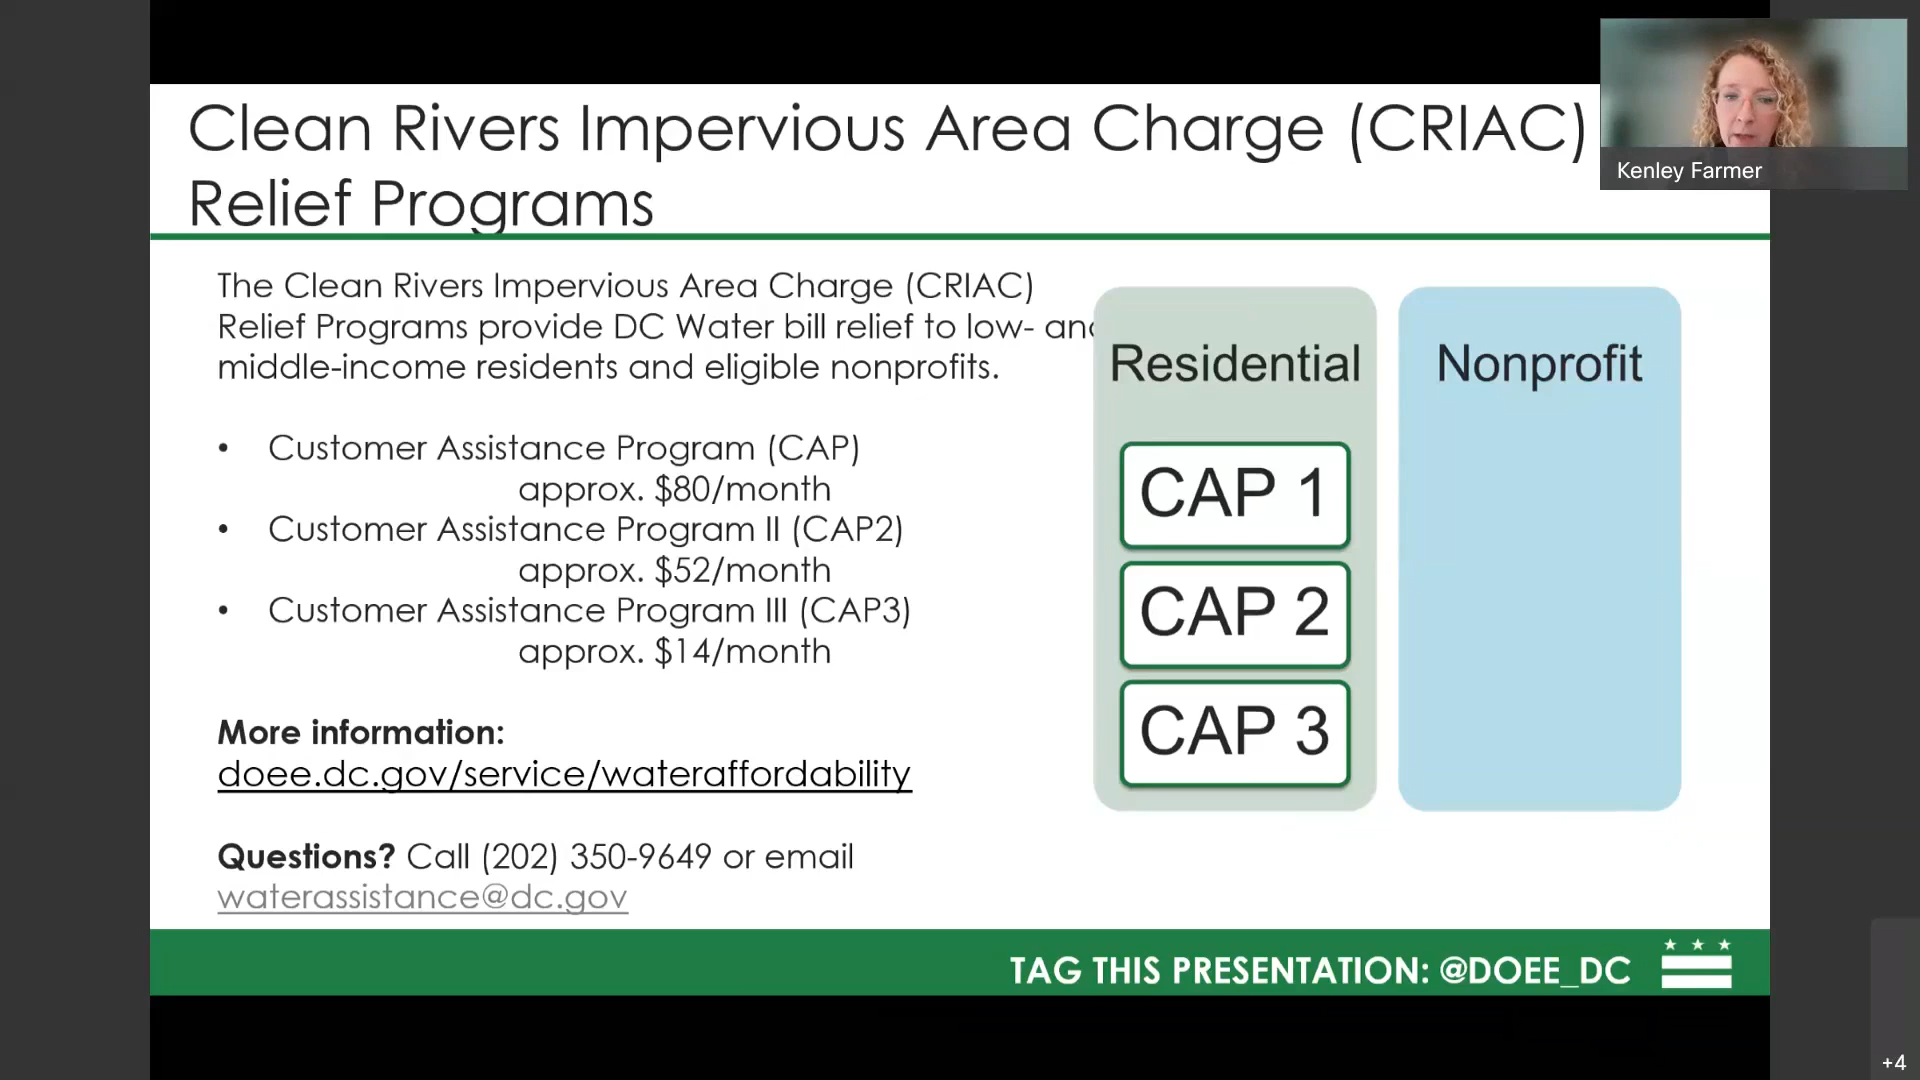 Clean Rivers Impervious Area Charge (CRIAC)
Relief Programs
Kenley Farmer
The Clean Rivers Impervious Area Charge (CRIAC)
Relief Programs provide DC Water bill relief to low- and
middle-income residents and eligible nonprofits.
• Customer Assistance Program (CAP)
approx. $80/month
• Customer Assistance Program II (CAP2)
approx. $52/month
• Customer Assistance Program III (CAP3)
approx. $14/month
More information:
doee.dc.gov/service/wateraffordability
Questions? Call (202) 350-9649 or email
waterassistance@dc.gov
Residential
CAP 1
CAP 2
CAP 3
Nonprofit
TAG THIS PRESENTATION: @DOEE_DC
+4